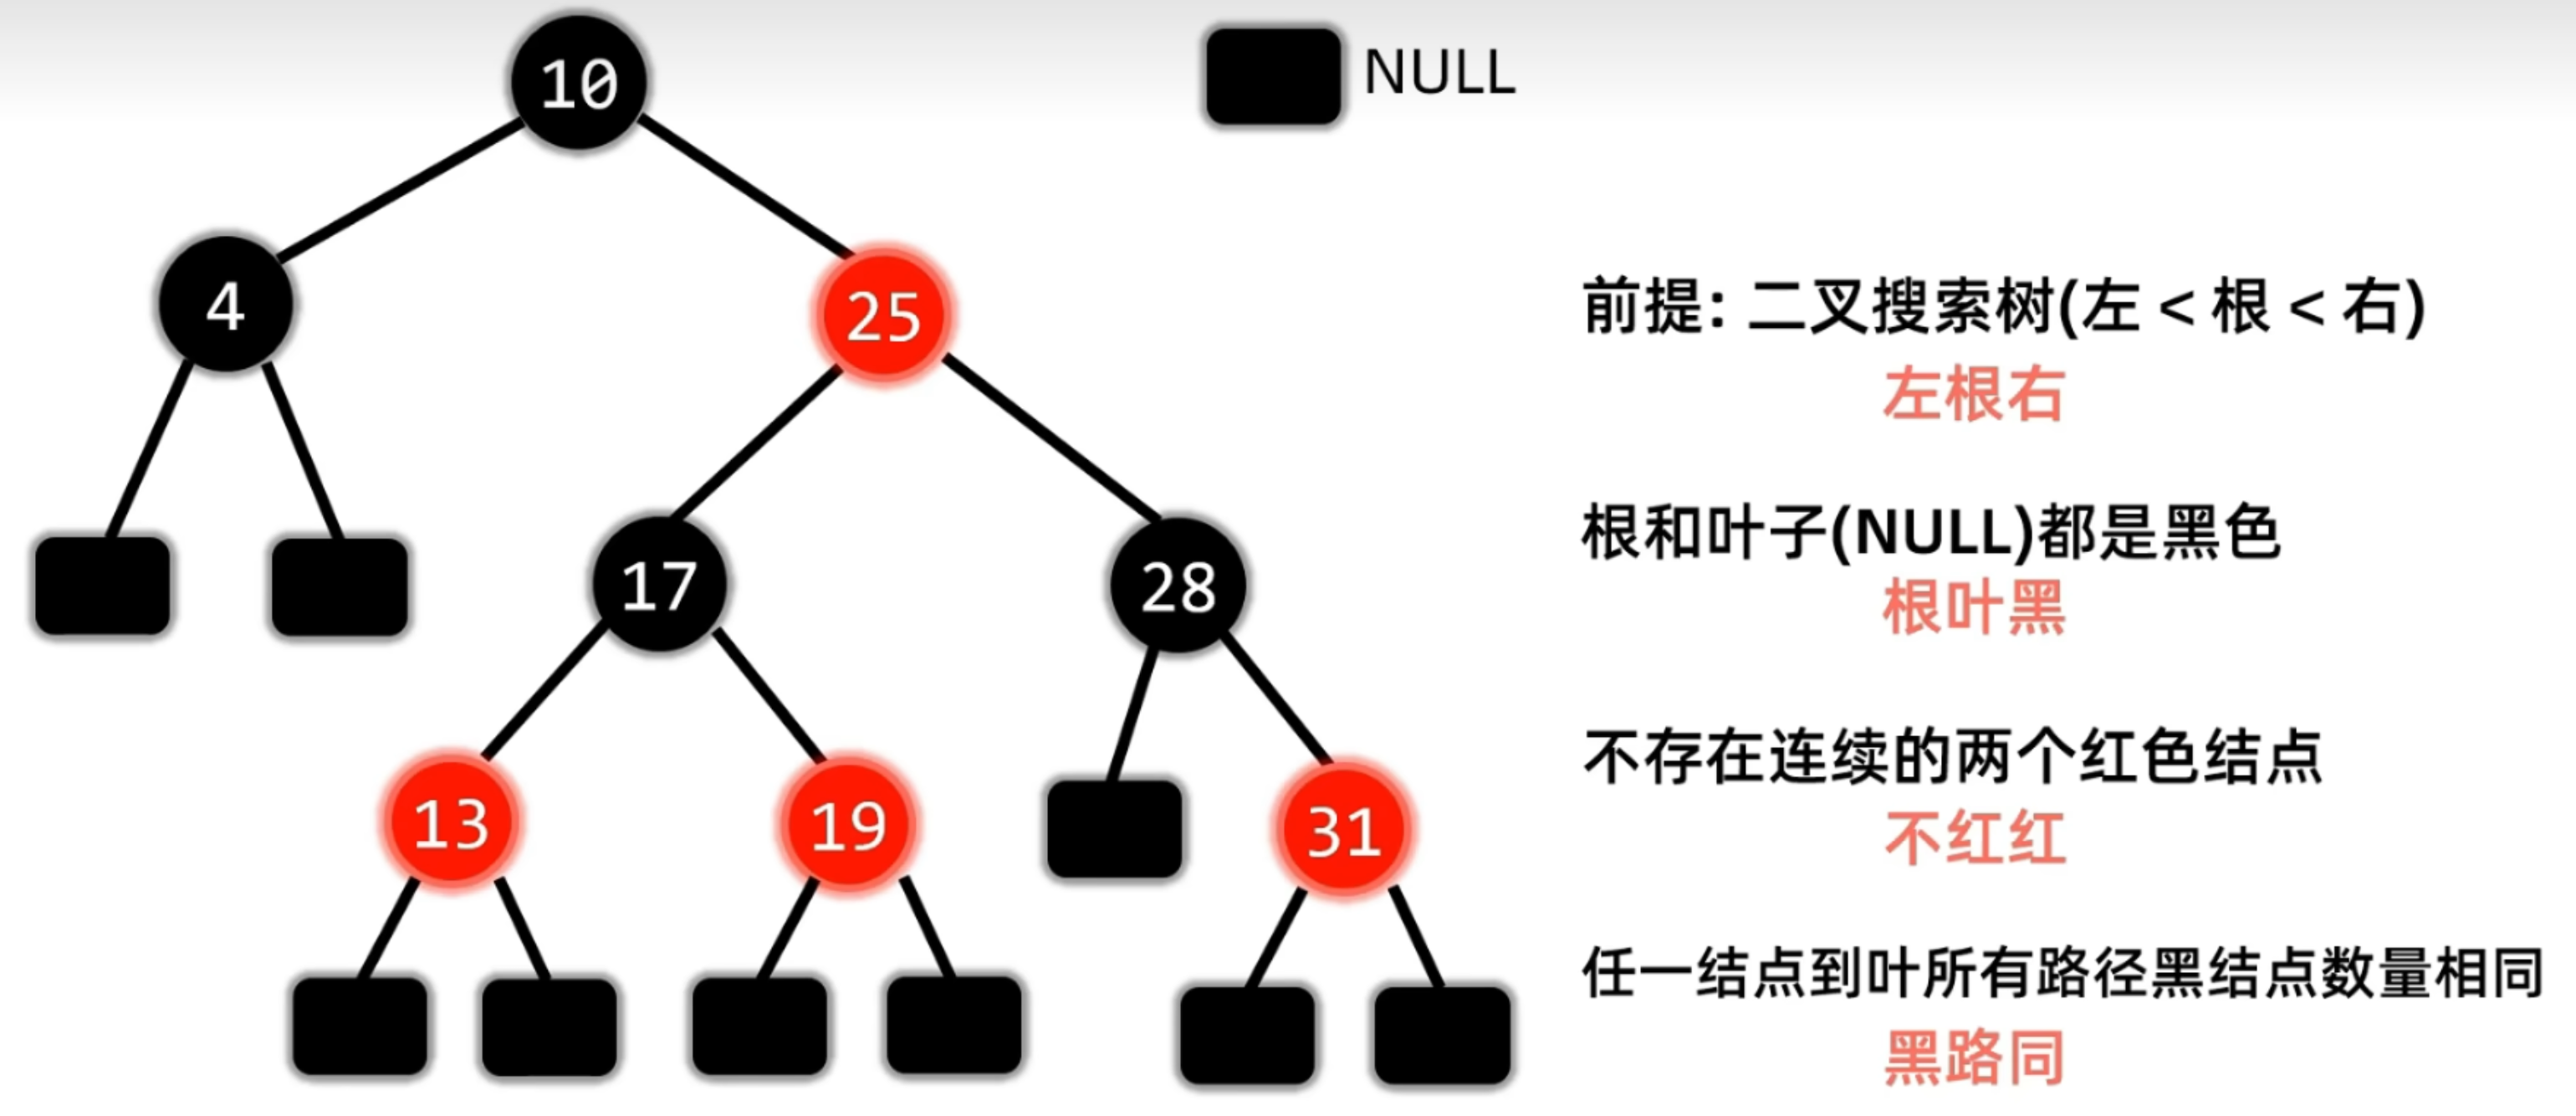 10
NULL
4
25
17
28
13
19
31
前提：二叉搜索树(左 < 根 < 右)
左根右
根和叶子(NULL)都是黑色
根叶黑
不存在连续的两个红色结点
不红红
任一结点到叶所有路径黑结点数量相同
黑路同